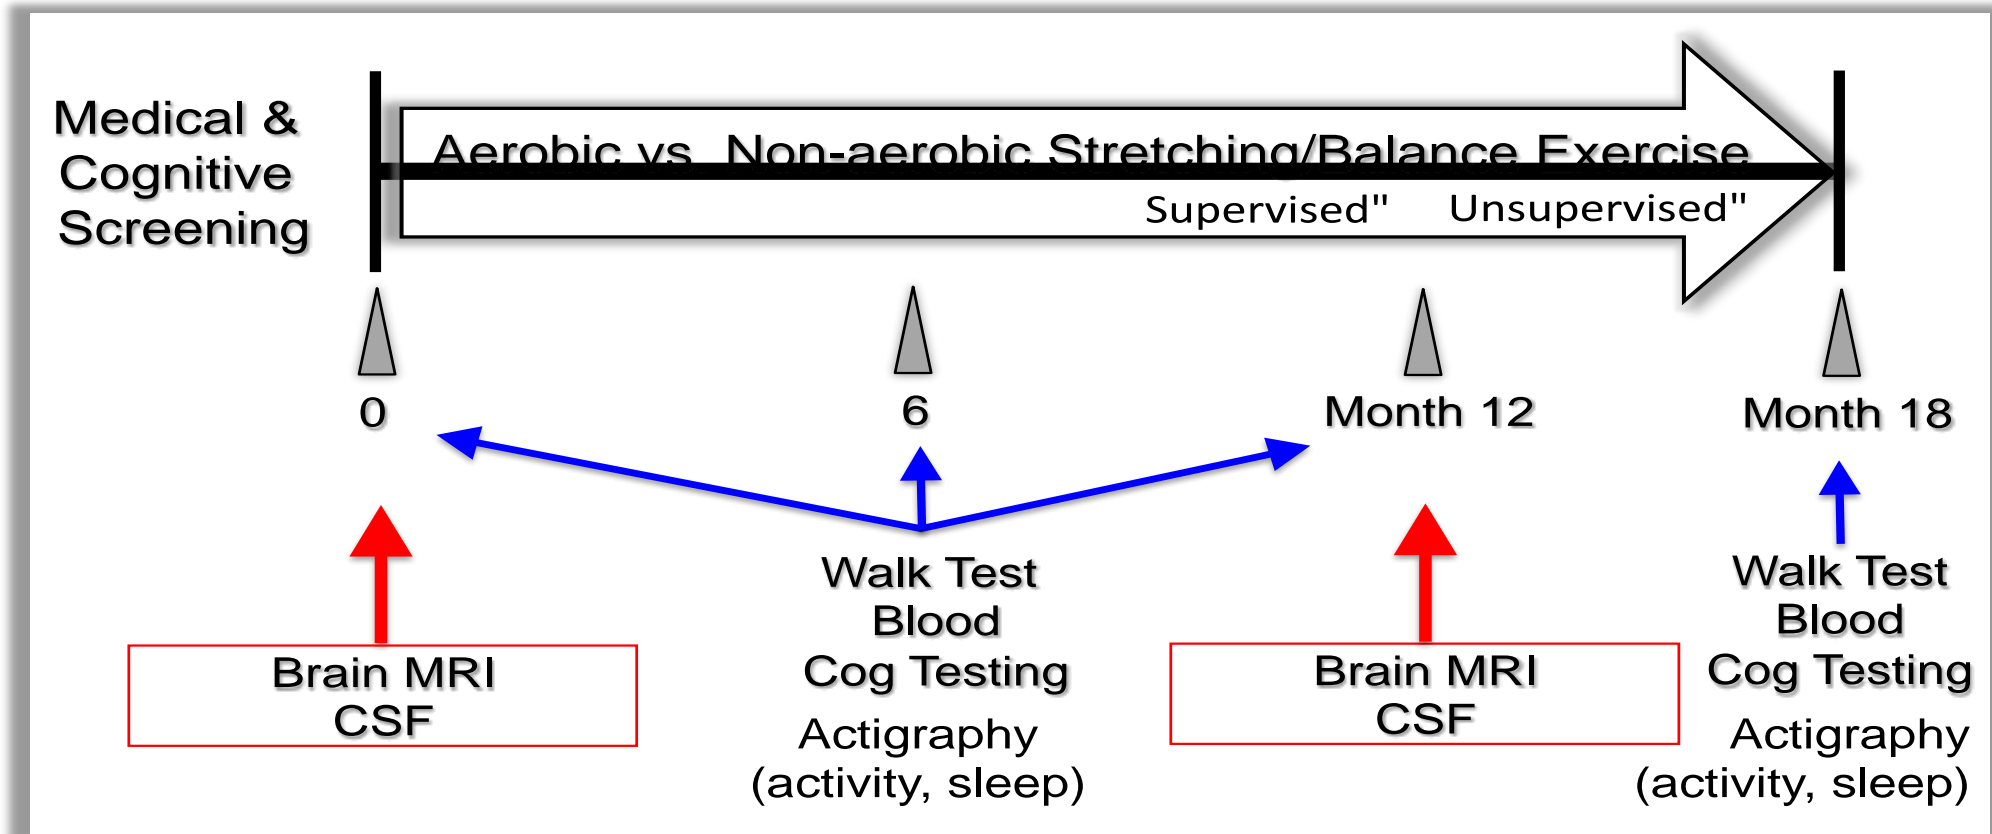 Medical &
Cognitive
Screening
Aerobic vs  Non-aerobic Stretching/Balance Exercise
Supervised" Unsupervised"
0
6
Month 12
Month 18
Brain MRI
CSF
Walk Test
Blood
Cog Testing
Actigraphy
(activity, sleep)
Brain MRI
CSF
Walk Test
Blood
Cog Testing
Actigraphy
(activity, sleep)